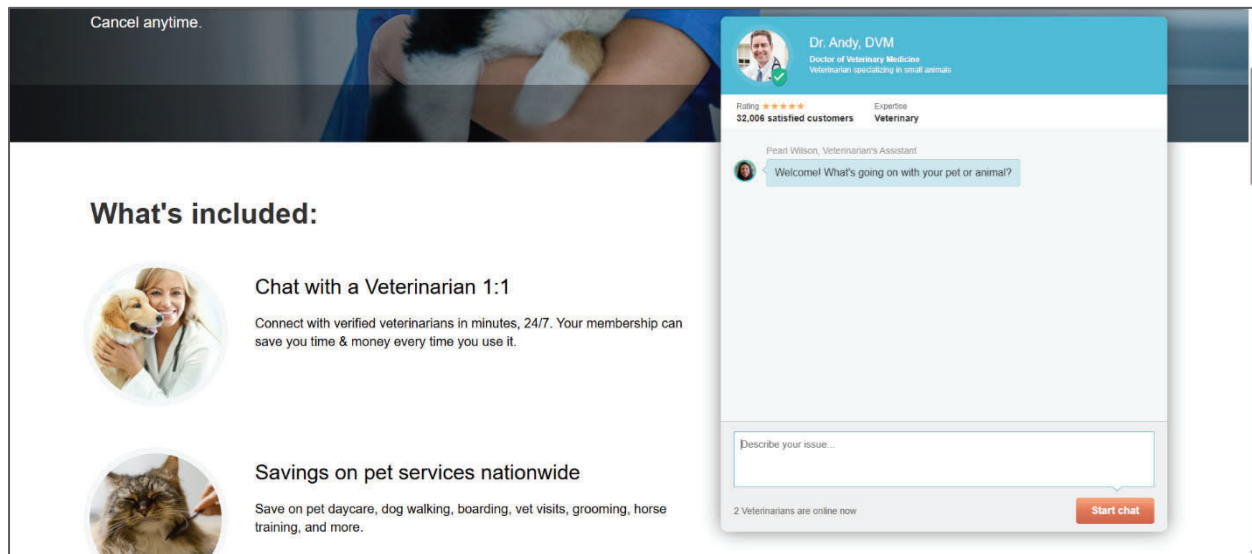 Cancel anytime.
What's included:
Chat with a Veterinarian 1:1
Connect with verified veterinarians in minutes, 24/7. Your membership can
save you time & money every time you use it.
Savings on pet services nationwide
Save on pet daycare, dog walking, boarding, vet visits, grooming, horse
training, and more.
Dr. Andy, DVM
Doctor of Veterinary Medicine
Veterinarian specializing in small animals
Rating ★★★★★ Expertise
32,006 satisfied customers Veterinary
Pearl Wilson, Veterinarian's Assistant
Welcome! What's going on with your pet or animal?
Describe your issue...
2 Veterinarians are online now
Start chat